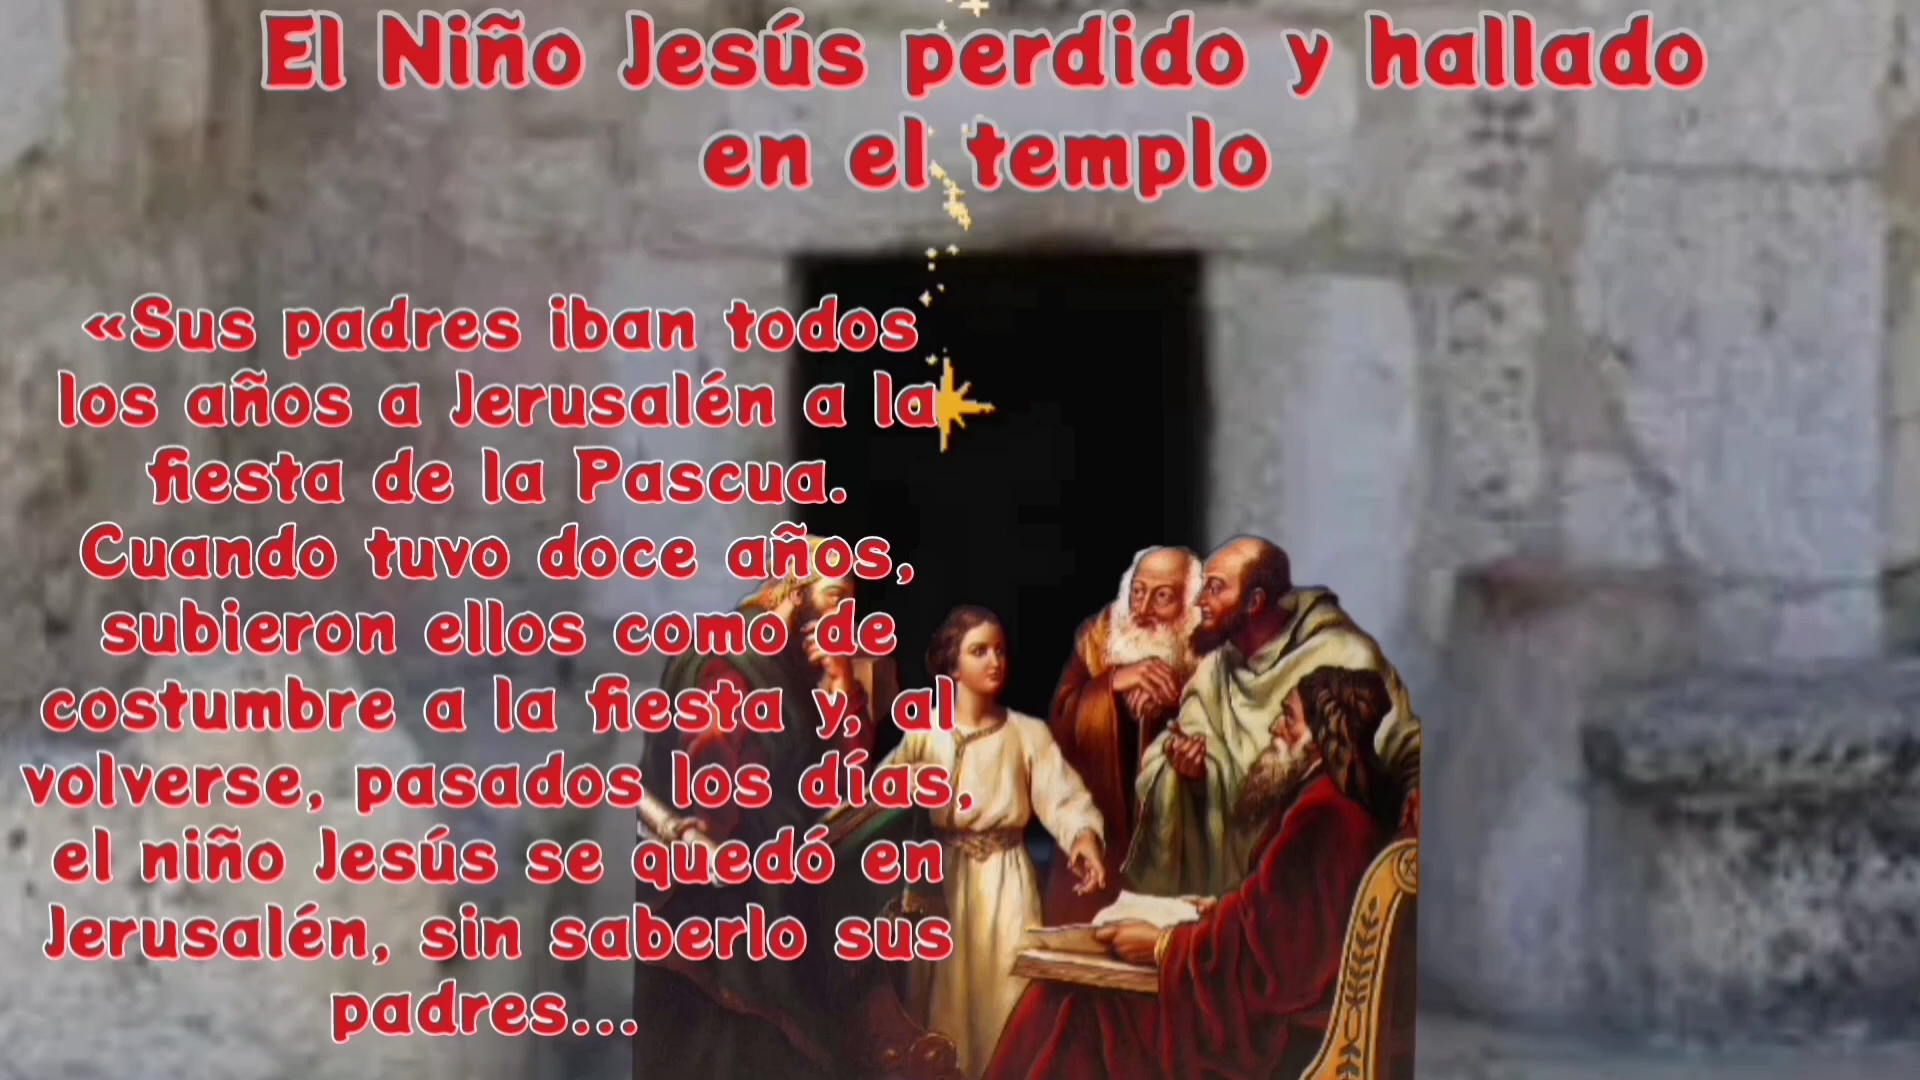 El Niño Jesús perdido y hallado
en el templo
«Sus padres iban todos
los años a Jerusalén a la
fiesta de la Pascua.
Cuando tuvo doce años,
subieron ellos como de
costumbre a la fiesta y, al
volverse, pasados los días,
el niño Jesús se quedó en
Jerusalén, sin saberlo sus
padres...